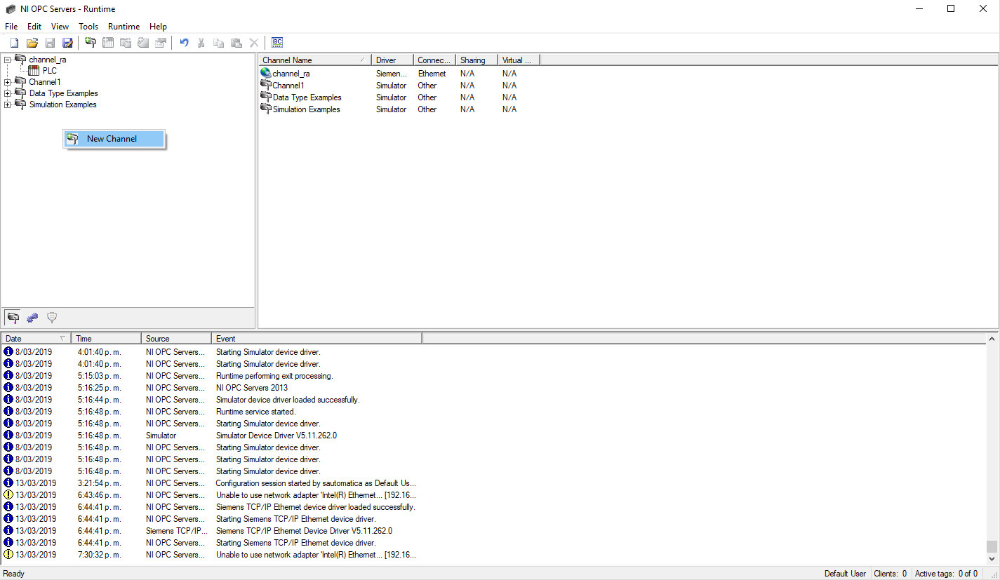 NI OPC Servers - Runtime
File Edit View Tools Runtime Help
channel_ra
PLC
Channel1
Data Type Examples
Simulation Examples
New Channel
Channel Name Driver Connec... Sharing Virtual ...
channel_ra Siemen... Ethernet N/A N/A
Channel1 Simulator Other N/A N/A
Data Type Examples Simulator Other N/A N/A
Simulation Examples Simulator Other N/A N/A
Date Time Source Event
8/03/2019 4:01:40 p. m. NI OPC Servers... Starting Simulator device driver.
8/03/2019 4:01:40 p. m. NI OPC Servers... Starting Simulator device driver.
8/03/2019 5:15:03 p. m. NI OPC Servers... Runtime performing exit processing.
8/03/2019 5:16:25 p. m. NI OPC Servers... NI OPC Servers 2013
8/03/2019 5:16:44 p. m. NI OPC Servers... Simulator device driver loaded successfully.
8/03/2019 5:16:48 p. m. NI OPC Servers... Runtime service started.
8/03/2019 5:16:48 p. m. NI OPC Servers... Starting Simulator device driver.
8/03/2019 5:16:48 p. m. Simulator Simulator Device Driver V5.11.262.0
8/03/2019 5:16:48 p. m. NI OPC Servers... Starting Simulator device driver.
8/03/2019 5:16:48 p. m. NI OPC Servers... Starting Simulator device driver.
8/03/2019 5:16:48 p. m. NI OPC Servers... Starting Simulator device driver.
13/03/2019 3:21:54 p. m. NI OPC Servers... Configuration session started by sautomatica as Default Us...
13/03/2019 6:43:46 p. m. NI OPC Servers... Unable to use network adapter 'Intel(R) Ethernet... [192.16...
13/03/2019 6:44:41 p. m. NI OPC Servers... Siemens TCP/IP Ethernet device driver loaded successfully.
13/03/2019 6:44:41 p. m. NI OPC Servers... Starting Siemens TCP/IP Ethernet device driver.
13/03/2019 6:44:41 p. m. Siemens TCP/IP... Siemens TCP/IP Ethernet Device Driver V5.11.262.0
13/03/2019 6:44:41 p. m. NI OPC Servers... Starting Siemens TCP/IP Ethernet device driver.
13/03/2019 7:30:32 p. m. NI OPC Servers... Unable to use network adapter 'Intel(R) Ethernet... [192.16...
Ready Default User Clients: 0 Active tags: 0 of 0